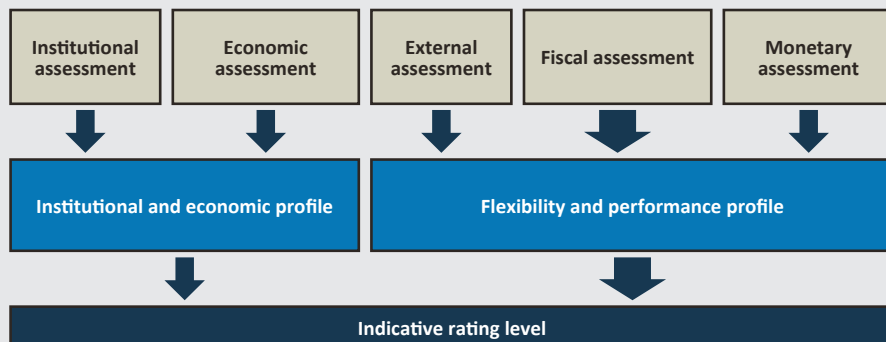 Institutional
assessment
Economic
assessment
External
assessment
Fiscal assessment
Monetary
assessment
Institutional and economic profile
Flexibility and performance profile
Indicative rating level